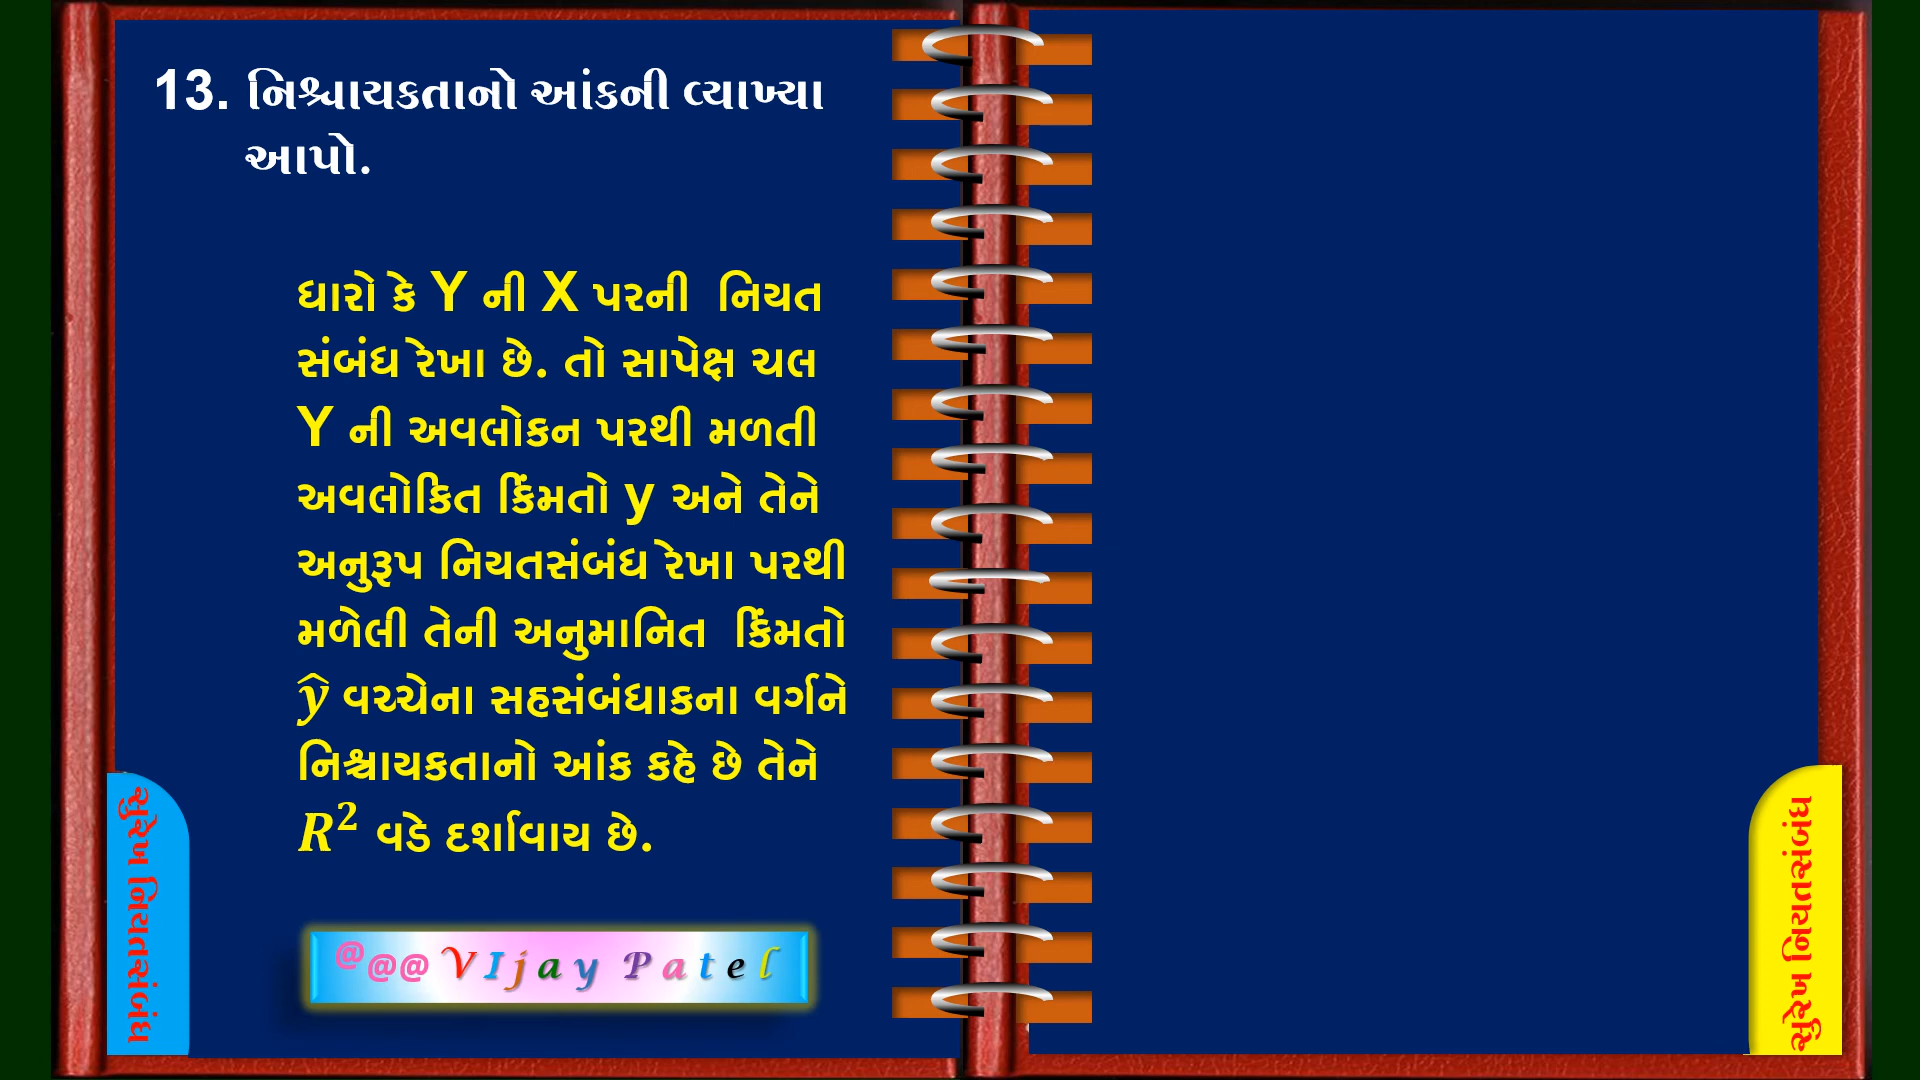 13. નિશ્ચાયકતાનો આંકની વ્યાખ્યા
આપો.
ધારો કે Y ની X પરની નિયત
સંબંધ રેખા છે. તો સાપેક્ષ ચલ
Y ની અવલોકન પરથી મળતી
અવલોકિત કિંમતો y અને તેને
અનુરૂપ નિયતસંબંધ રેખા પરથી
મળેલી તેની અનુમાનિત કિંમતો
ŷ વચ્ચેના સહસંબંધાકના વર્ગને
નિશ્ચાયકતાનો આંક કહે છે તેને
R² વડે દર્શાવાય છે.
@@@ VIjay Patel
સુરેખ નિયતસંબંધ
સુરેખ નિયતસંબંધ